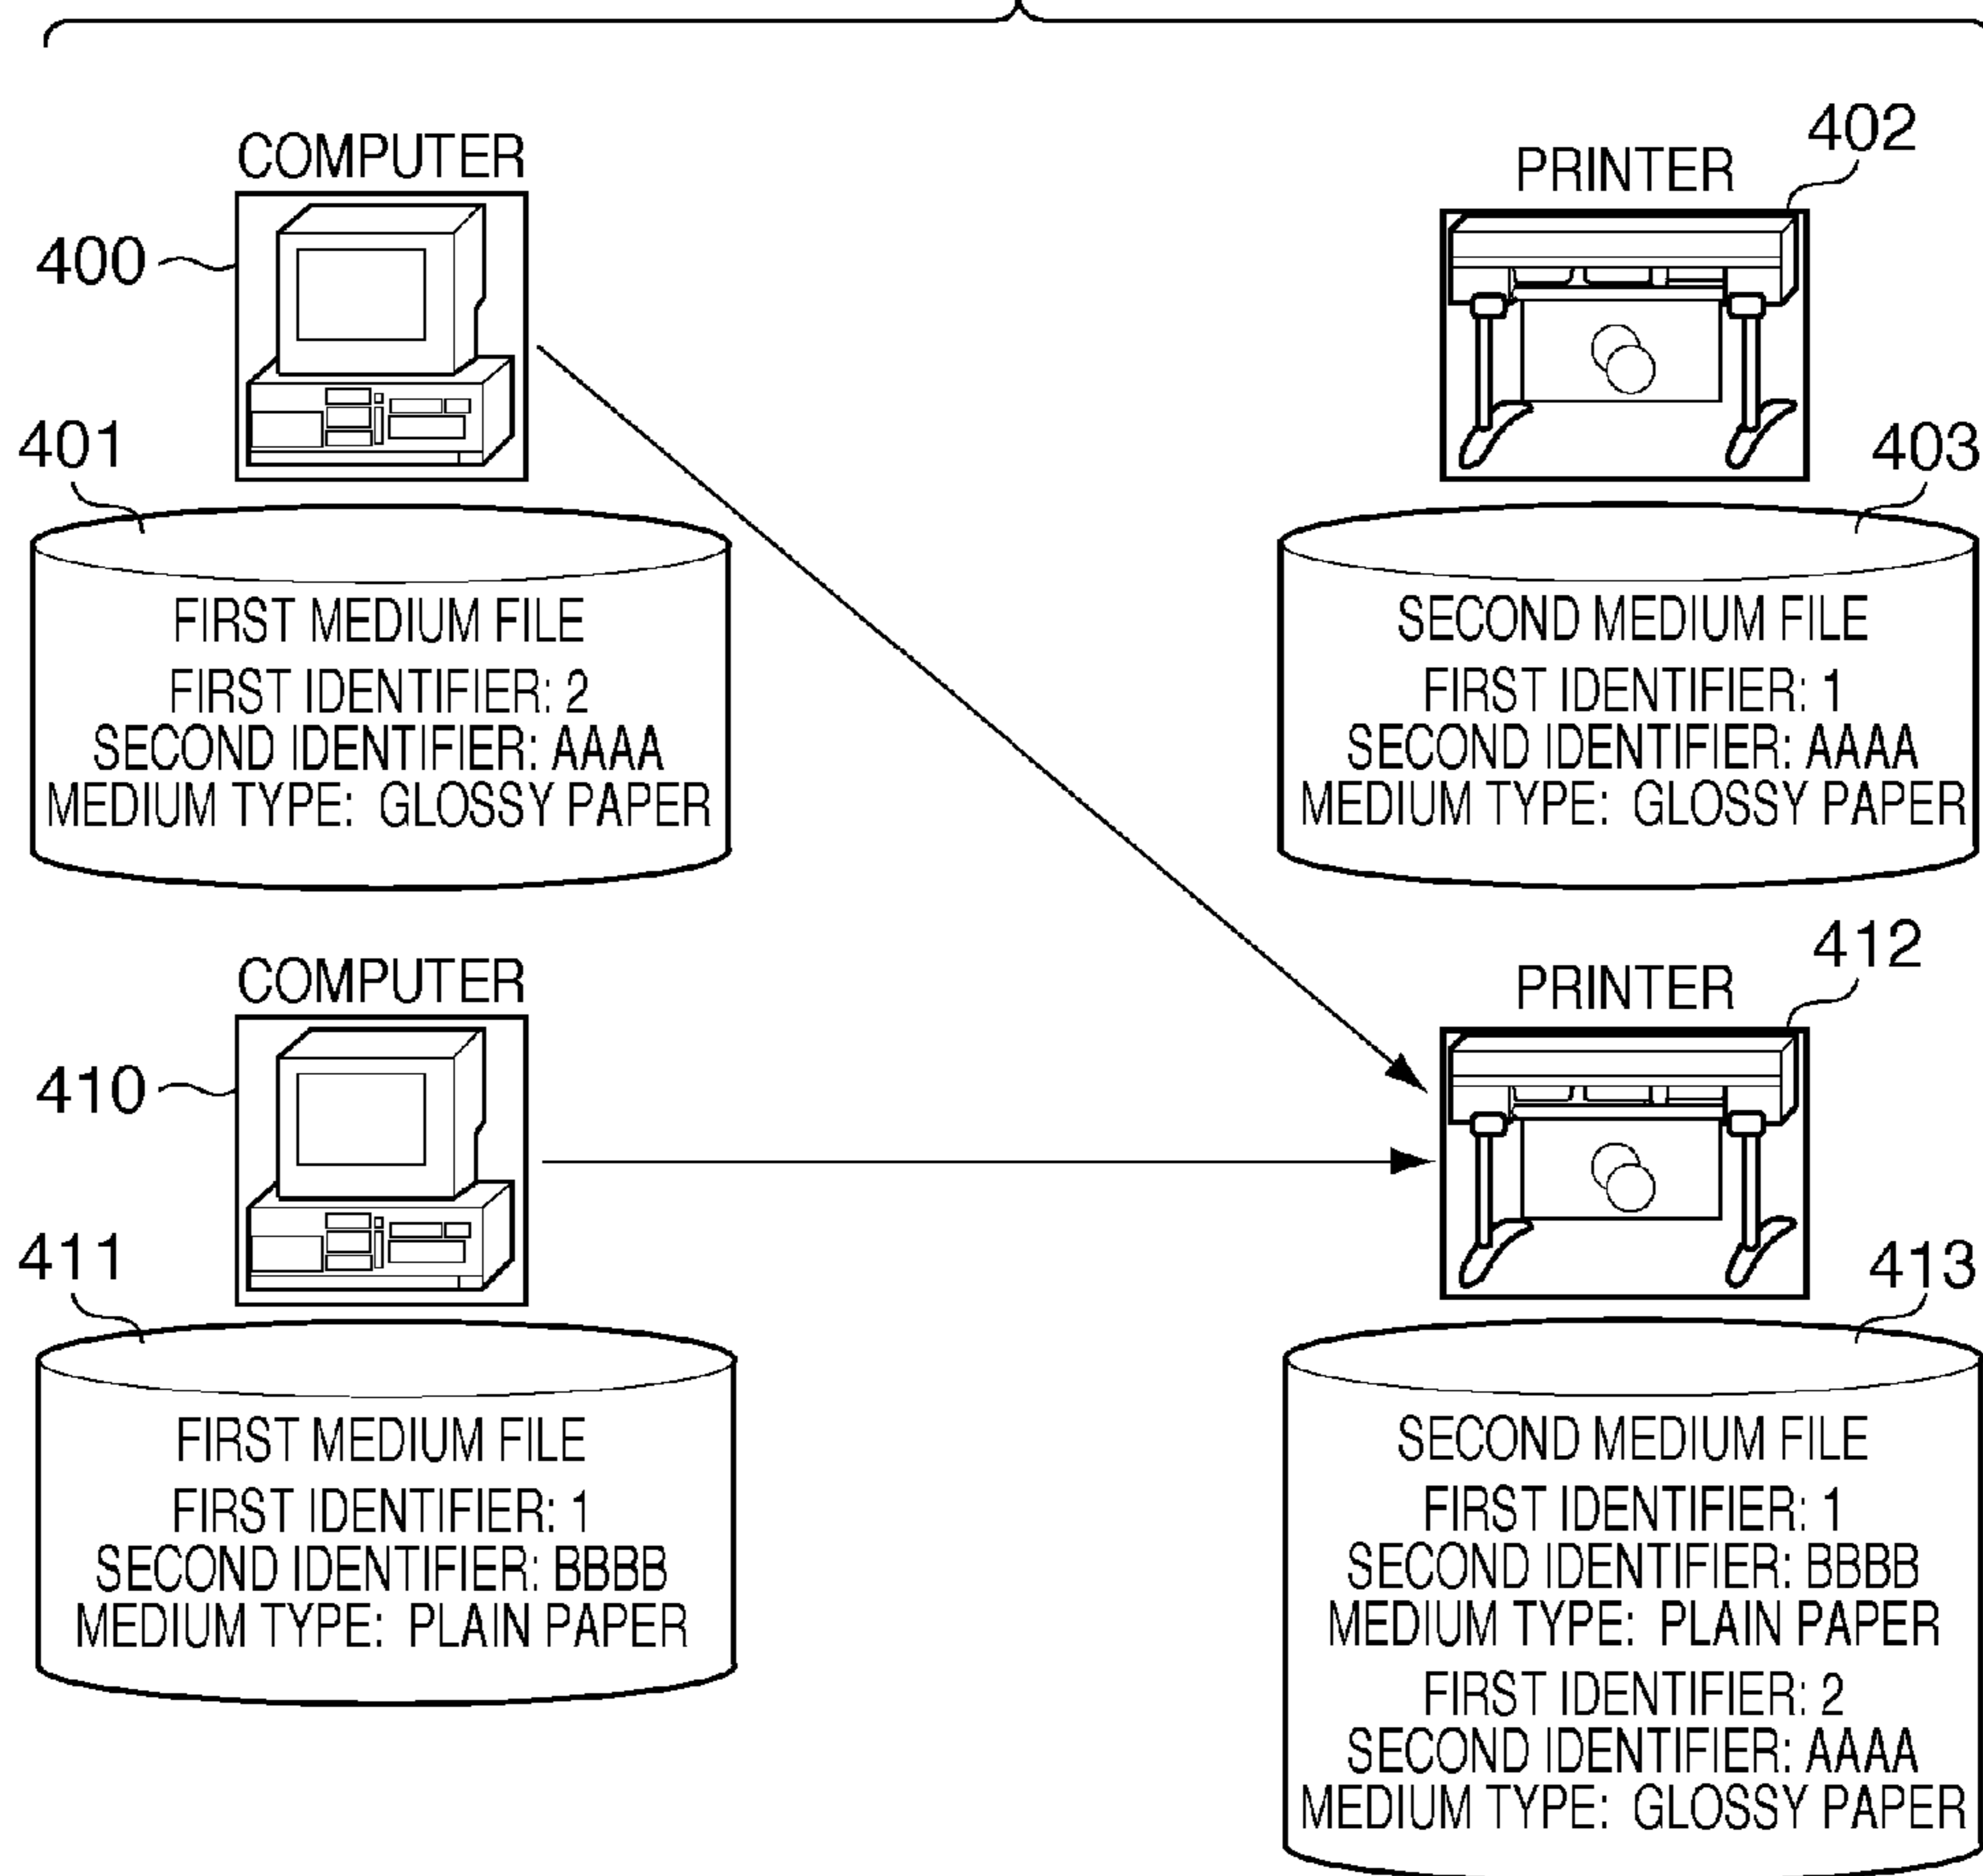 COMPUTER
400
401
FIRST MEDIUM FILE
FIRST IDENTIFIER: 2
SECOND IDENTIFIER: AAAA
MEDIUM TYPE: GLOSSY PAPER
402
PRINTER
403
SECOND MEDIUM FILE
FIRST IDENTIFIER: 1
SECOND IDENTIFIER: AAAA
MEDIUM TYPE: GLOSSY PAPER
COMPUTER
410
411
FIRST MEDIUM FILE
FIRST IDENTIFIER: 1
SECOND IDENTIFIER: BBBB
MEDIUM TYPE: PLAIN PAPER
412
PRINTER
413
SECOND MEDIUM FILE
FIRST IDENTIFIER: 1
SECOND IDENTIFIER: BBBB
MEDIUM TYPE: PLAIN PAPER
FIRST IDENTIFIER: 2
SECOND IDENTIFIER: AAAA
MEDIUM TYPE: GLOSSY PAPER